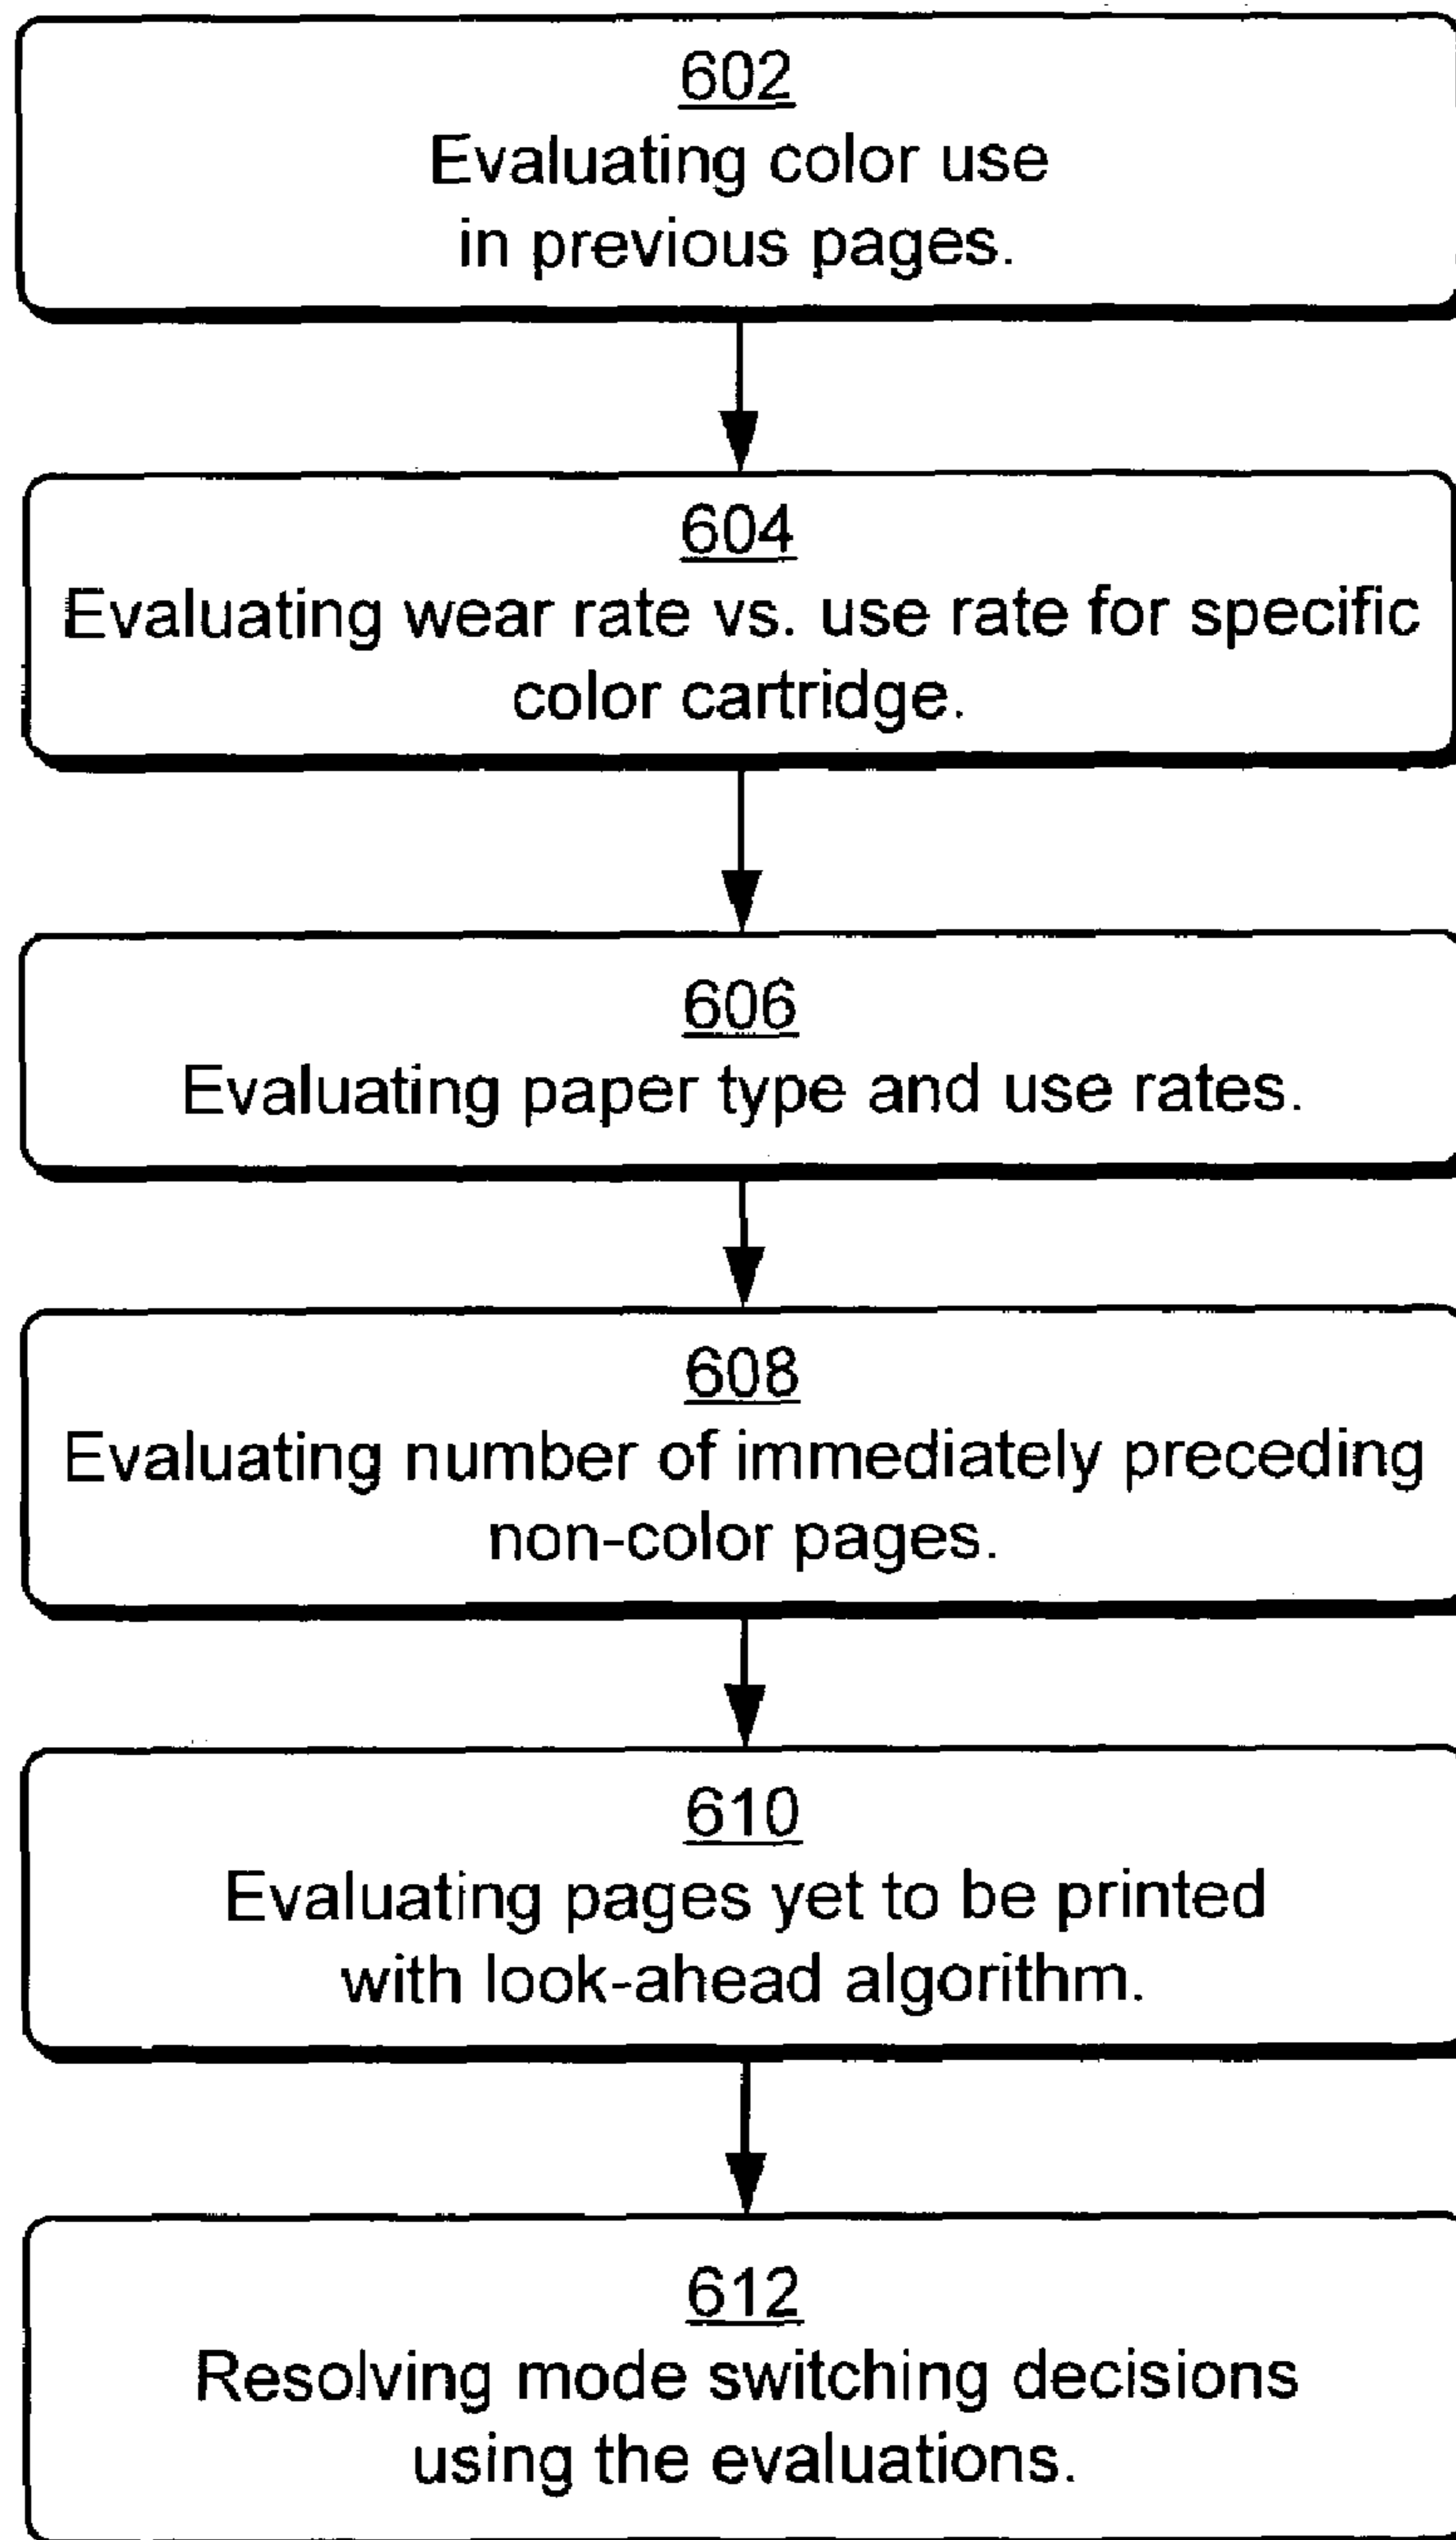 602
Evaluating color use
in previous pages.
604
Evaluating wear rate vs. use rate for specific
color cartridge.
606
Evaluating paper type and use rates.
608
Evaluating number of immediately preceding
non-color pages.
610
Evaluating pages yet to be printed
with look-ahead algorithm.
612
Resolving mode switching decisions
using the evaluations.